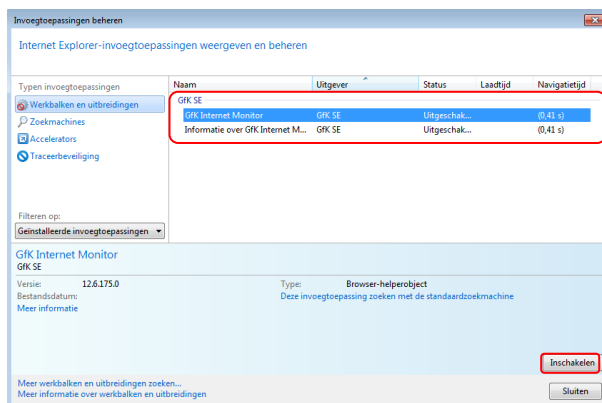 Invoegtoepassingen beheren
Internet Explorer-invoegtoepassingen weergeven en beheren
Typen invoegtoepassingen
Werkbalken en uitbreidingen
Zoekmachines
Accelerators
Traceerbeveiliging
Filteren op:
Geïnstalleerde invoegtoepassingen
Naam Uitgever Status Laadtijd Navigatietijd
GfK SE
GfK Internet Monitor GfK SE Uitgeschak... (0,41 s)
Informatie over GfK Internet M... GfK SE Uitgeschak... (0,41 s)
GfK Internet Monitor
GfK SE
Versie: 12.6.175.0
Bestandsdatum:
Meer informatie
Type: Browser-helperobject
Deze invoegtoepassing zoeken met de standaardzoekmachine
Inschakelen
Meer werkbalken en uitbreidingen zoeken...
Meer informatie over werkbalken en uitbreidingen
Sluiten